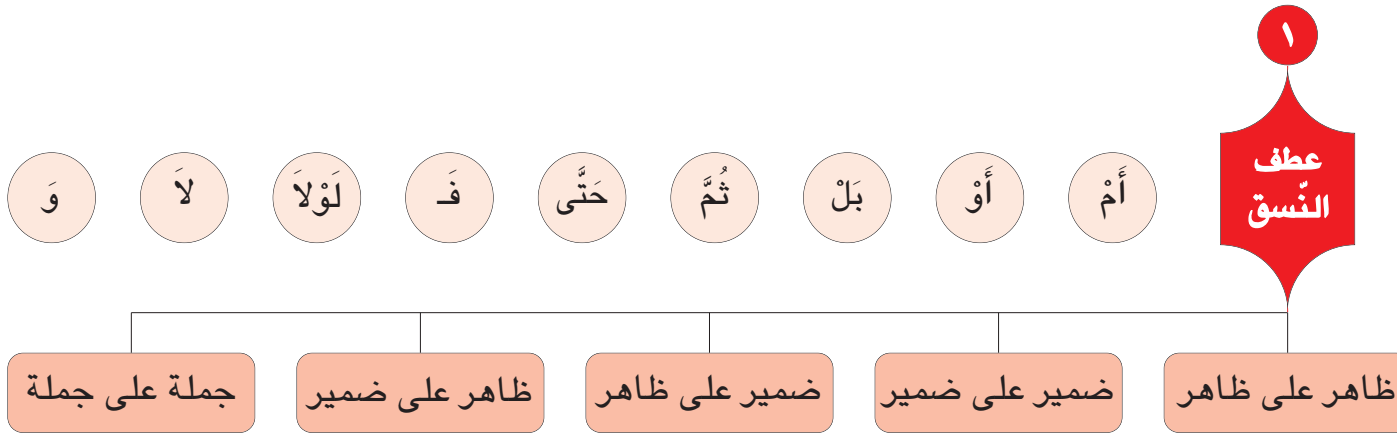 ١
عطف
النّسق
أَمْ
أَوْ
بَلْ
ثُمَّ
حَتَّى
فَـ
لَوْلاَ
لاَ
وَ
ظاهر على ظاهر
ضمير على ضمير
ضمير على ظاهر
ظاهر على ضمير
جملة على جملة